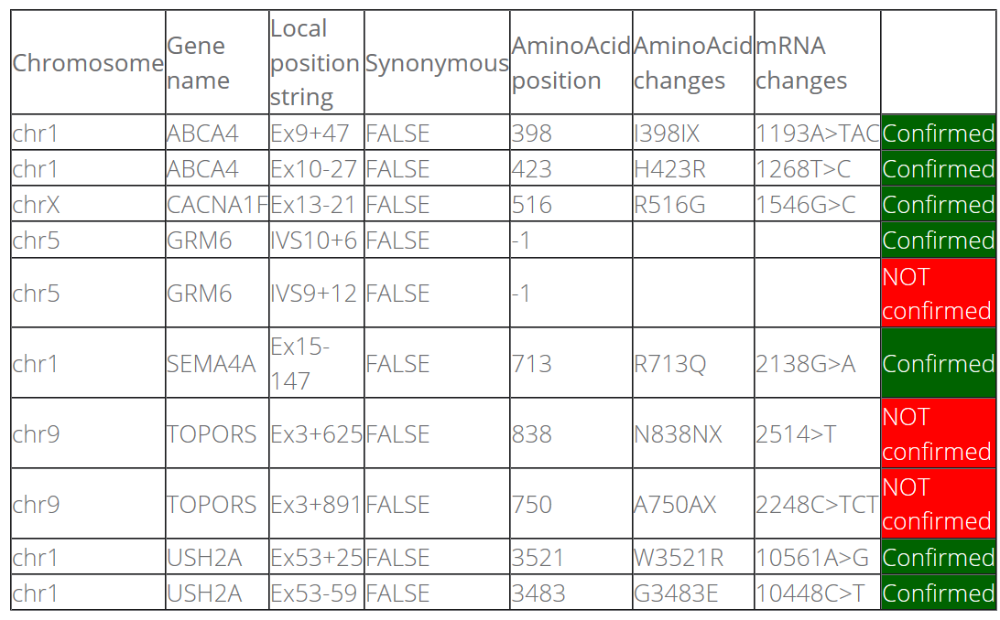 Chromosome Gene name Local position string Synonymous AminoAcid position AminoAcid changes mRNA changes
chr1 ABCA4 Ex9+47 FALSE 398 I398IX 1193A>TAC Confirmed
chr1 ABCA4 Ex10-27 FALSE 423 H423R 1268T>C Confirmed
chrX CACNA1F Ex13-21 FALSE 516 R516G 1546G>C Confirmed
chr5 GRM6 IVS10+6 FALSE -1 Confirmed
chr5 GRM6 IVS9+12 FALSE -1 NOT confirmed
chr1 SEMA4A Ex15-147 FALSE 713 R713Q 2138G>A Confirmed
chr9 TOPORS Ex3+625 FALSE 838 N838NX 2514>T NOT confirmed
chr9 TOPORS Ex3+891 FALSE 750 A750AX 2248C>TCT NOT confirmed
chr1 USH2A Ex53+25 FALSE 3521 W3521R 10561A>G Confirmed
chr1 USH2A Ex53-59 FALSE 3483 G3483E 10448C>T Confirmed